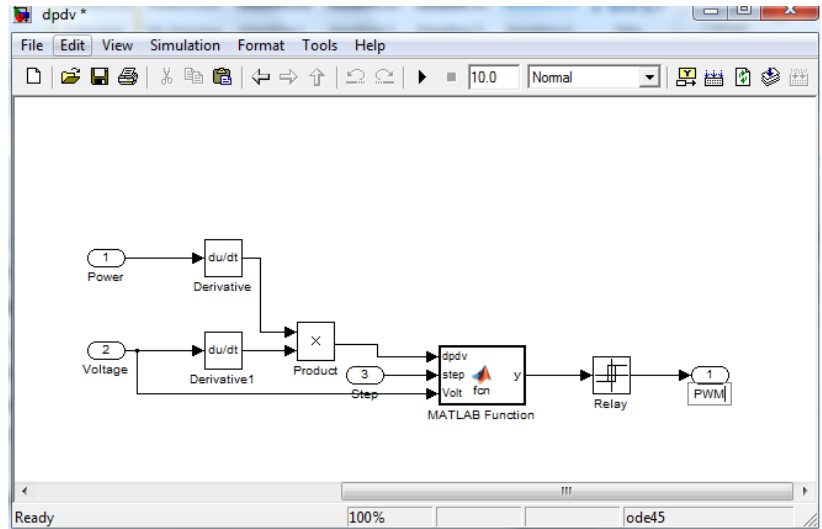 dpdv *
File Edit View Simulation Format Tools Help
10.0 Normal
1
du/dt
Power
Derivative
2
du/dt
×
Voltage
Derivative1
Product
3
Step
dpdv
step
Volt
fcn
y
MATLAB Function
Relay
1
PWM
Ready 100% ode45